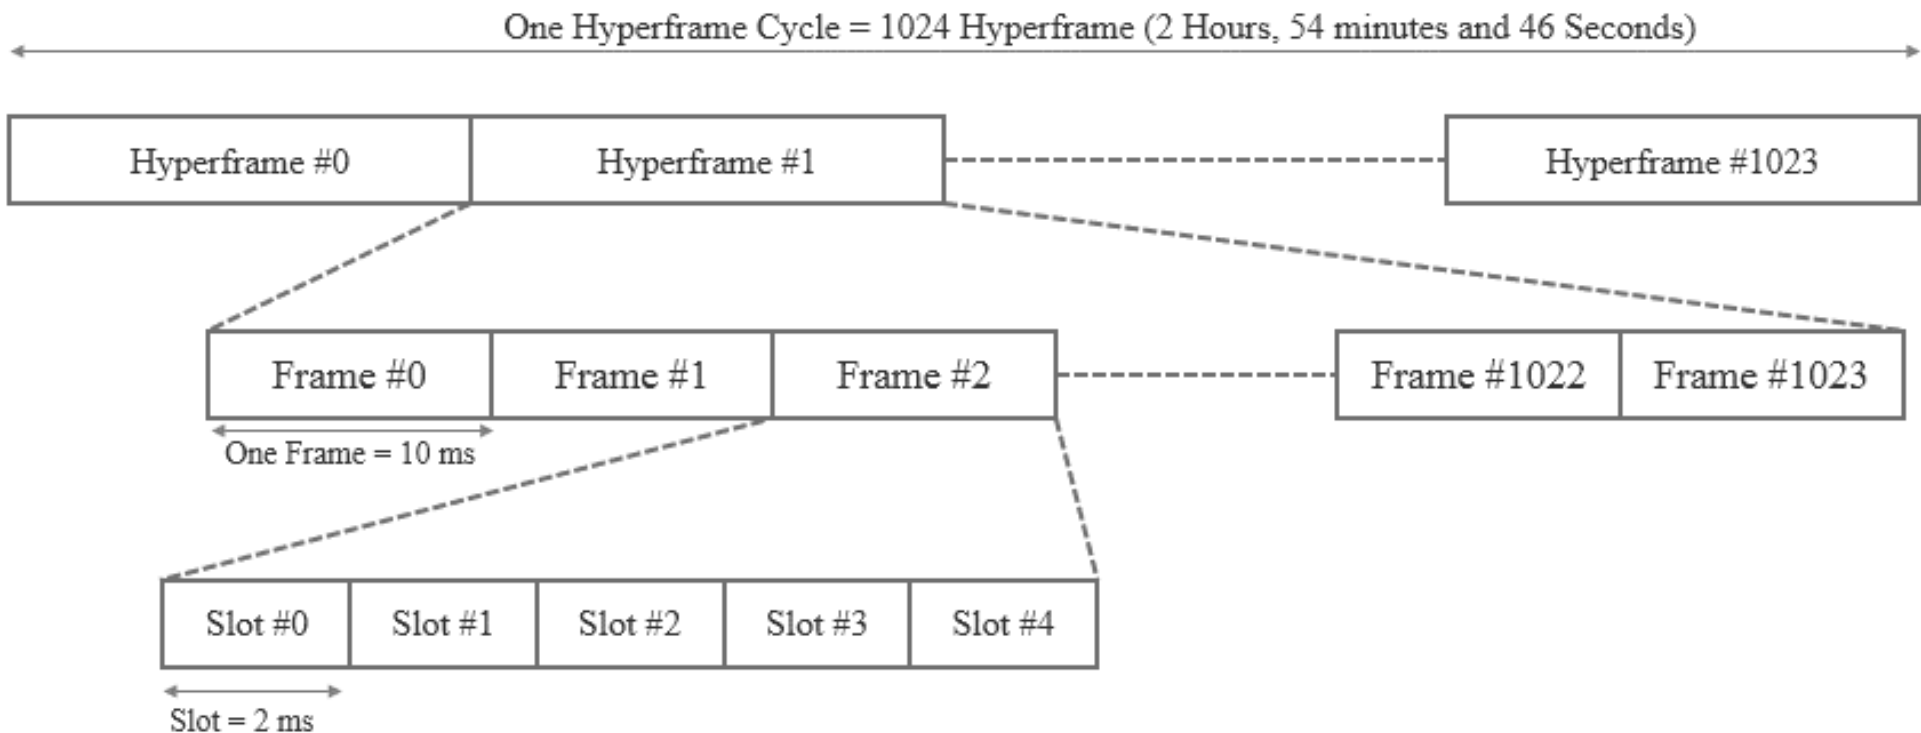 One Hyperframe Cycle = 1024 Hyperframe (2 Hours, 54 minutes and 46 Seconds)
Hyperframe #0
Hyperframe #1
Hyperframe #1023
Frame #0
Frame #1
Frame #2
Frame #1022
Frame #1023
One Frame = 10 ms
Slot #0
Slot #1
Slot #2
Slot #3
Slot #4
Slot = 2 ms